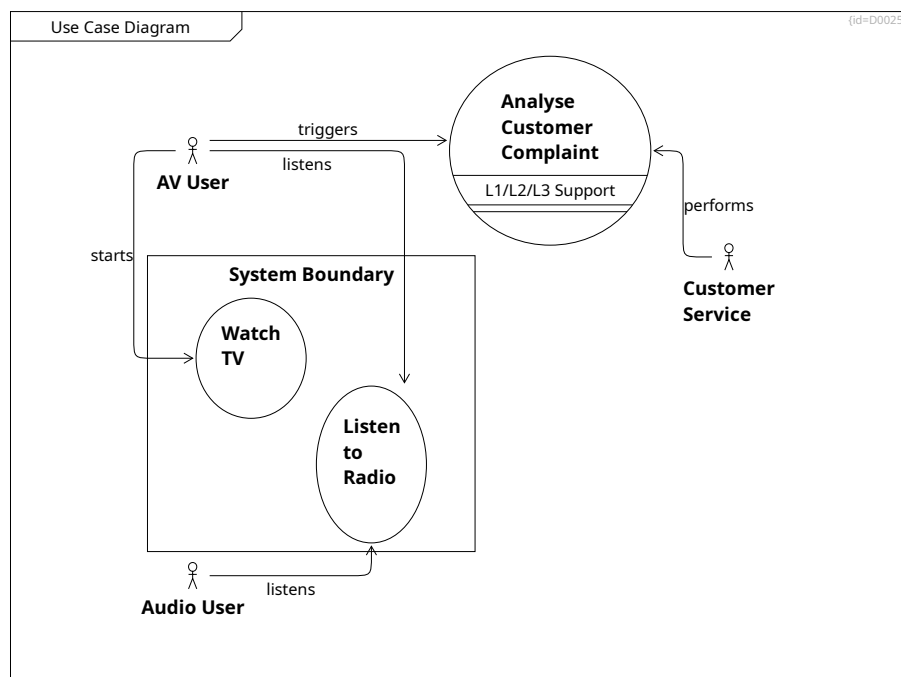 Use Case Diagram
{id=D0025
Analyse
Customer
Complaint
L1/L2/L3 Support
triggers
listens
AV User
performs
starts
System Boundary
Customer
Service
Watch
TV
Listen
to
Radio
listens
Audio User